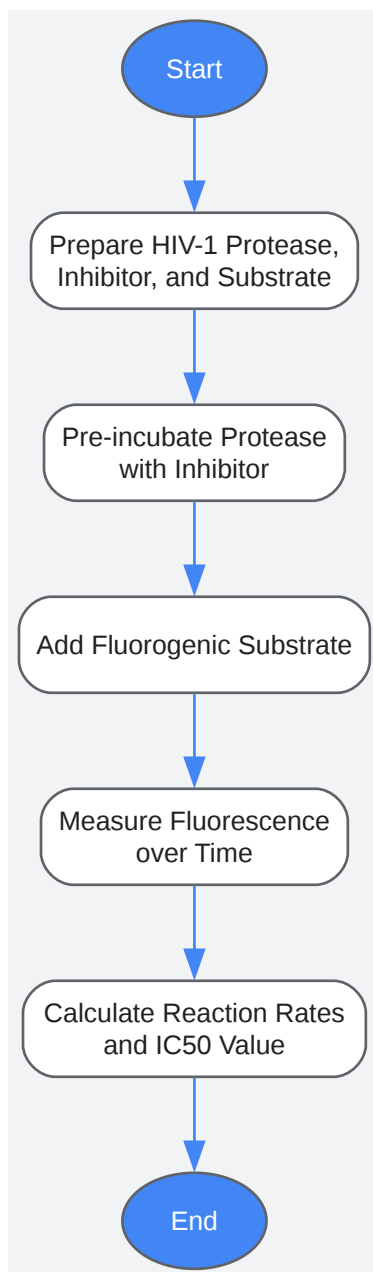 Start
Prepare HIV-1 Protease,
Inhibitor, and Substrate
Pre-incubate Protease
with Inhibitor
Add Fluorogenic Substrate
Measure Fluorescence
over Time
Calculate Reaction Rates
and IC50 Value
End